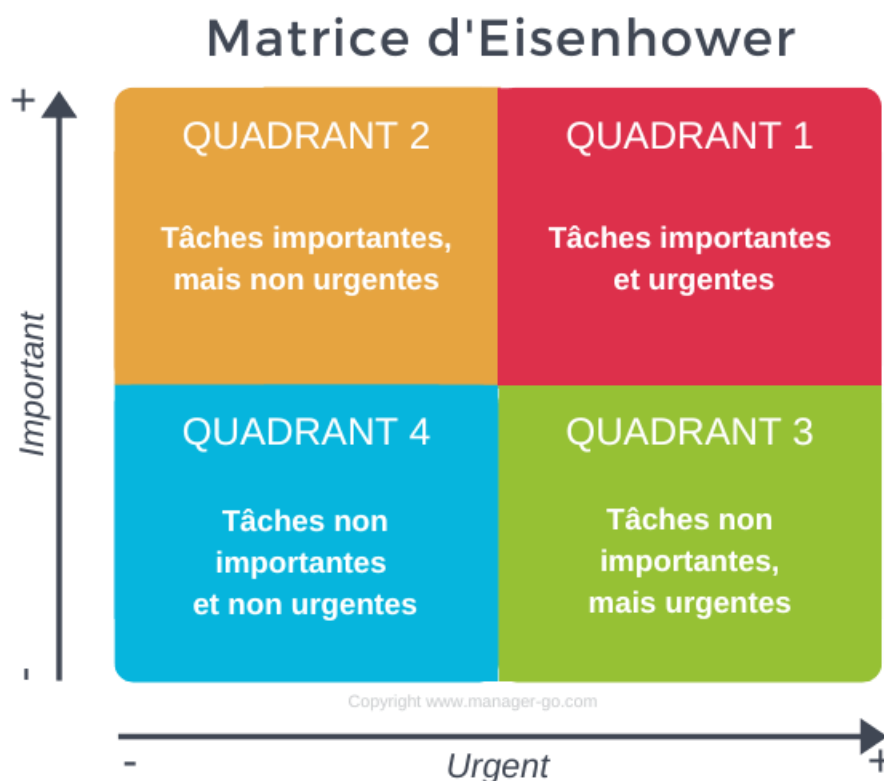 Matrice d'Eisenhower
+
QUADRANT 2
Tâches importantes,
mais non urgentes
QUADRANT 1
Tâches importantes
et urgentes
Important
QUADRANT 4
Tâches non
importantes
et non urgentes
QUADRANT 3
Tâches non
importantes,
mais urgentes
-
Copyright www.manager-go.com
-
Urgent
+